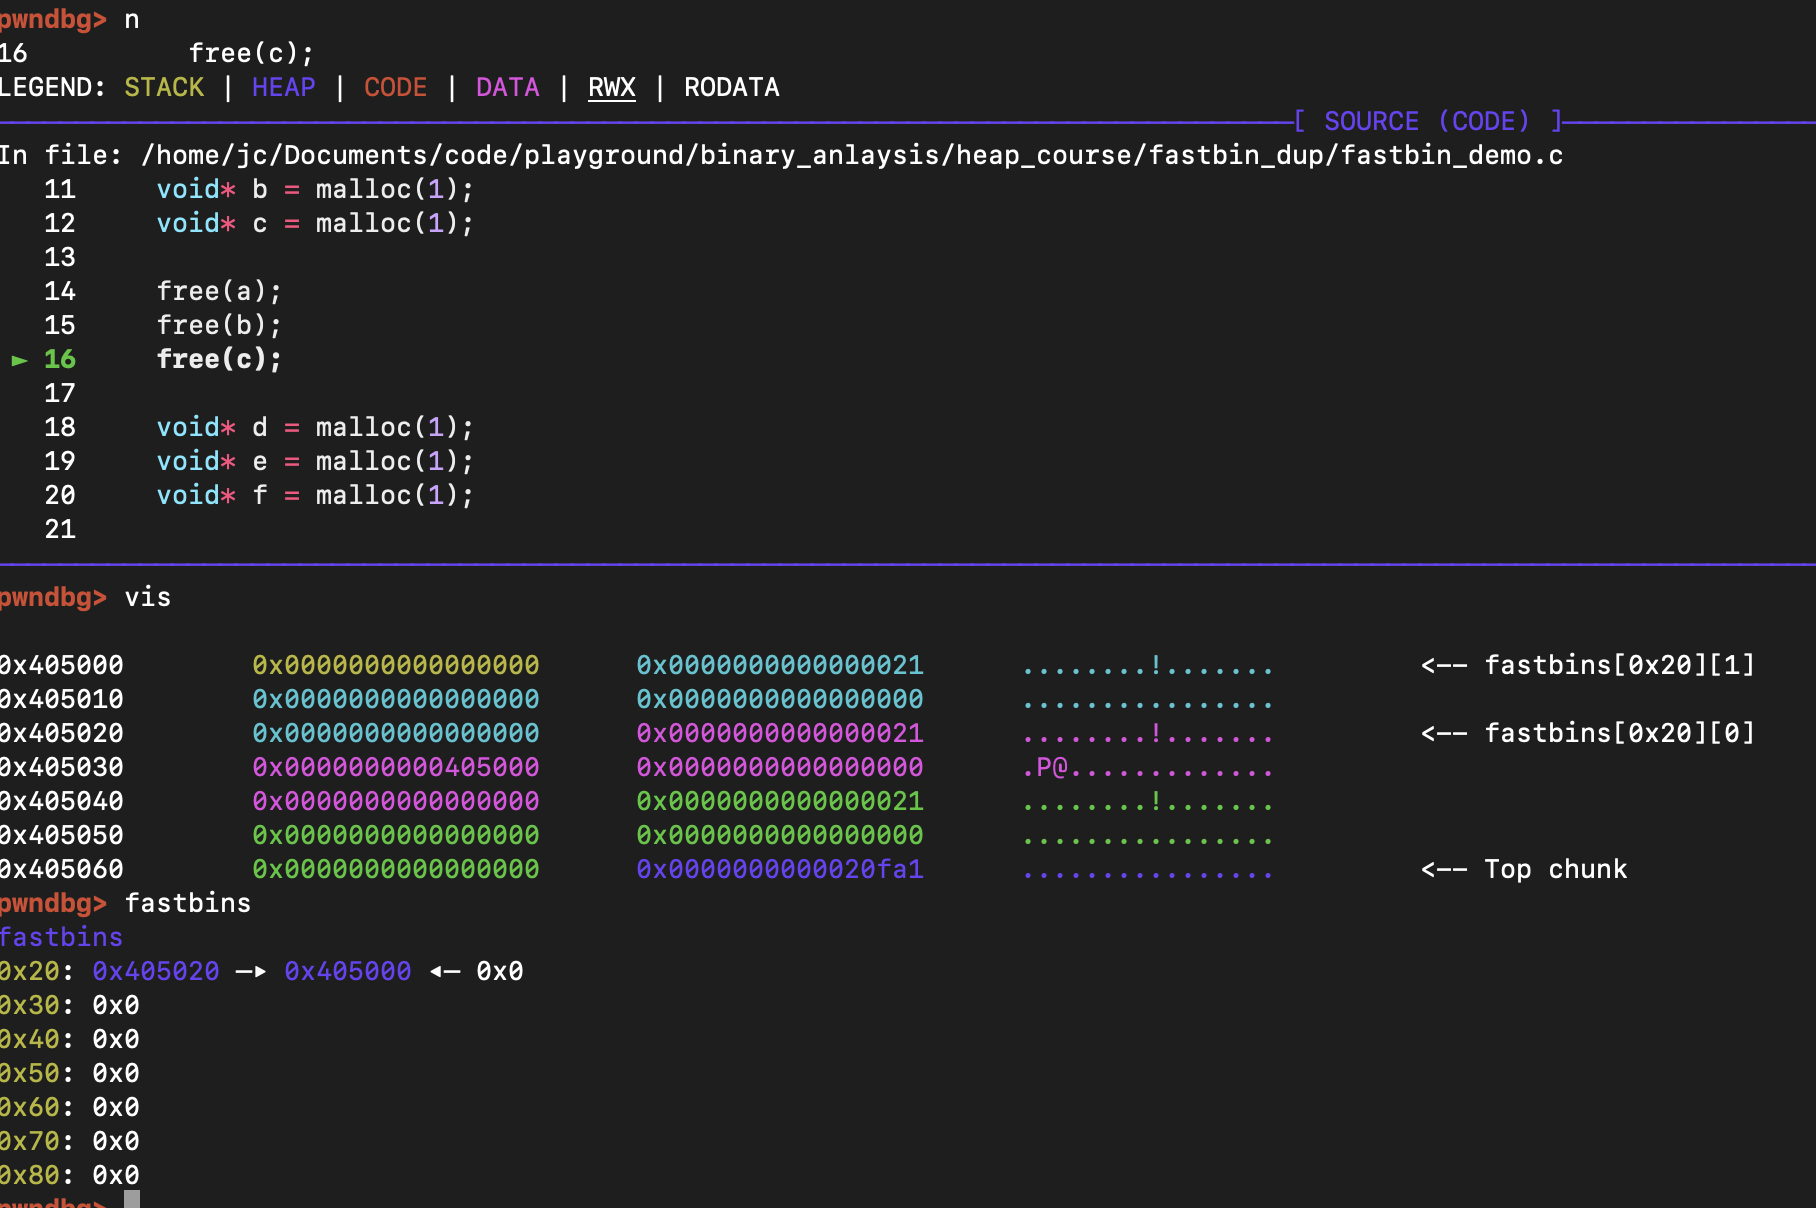 pwndbg> n
16          free(c);
LEGEND: STACK | HEAP | CODE | DATA | RWX | RODATA
[ SOURCE (CODE) ]
In file: /home/jc/Documents/code/playground/binary_anlaysis/heap_course/fastbin_dup/fastbin_demo.c
   11     void* b = malloc(1);
   12     void* c = malloc(1);
   13
   14     free(a);
   15     free(b);
 ► 16     free(c);
   17
   18     void* d = malloc(1);
   19     void* e = malloc(1);
   20     void* f = malloc(1);
   21
pwndbg> vis
0x405000        0x0000000000000000      0x0000000000000021      ........!.......         <-- fastbins[0x20][1]
0x405010        0x0000000000000000      0x0000000000000000      ................
0x405020        0x0000000000000000      0x0000000000000021      ........!.......         <-- fastbins[0x20][0]
0x405030        0x0000000000405000      0x0000000000000000      .P@.............
0x405040        0x0000000000000000      0x0000000000000021      ........!.......
0x405050        0x0000000000000000      0x0000000000000000      ................
0x405060        0x0000000000000000      0x0000000000020fa1      ................         <-- Top chunk
pwndbg> fastbins
fastbins
0x20: 0x405020 —▸ 0x405000 ◂— 0x0
0x30: 0x0
0x40: 0x0
0x50: 0x0
0x60: 0x0
0x70: 0x0
0x80: 0x0
pwndbg>